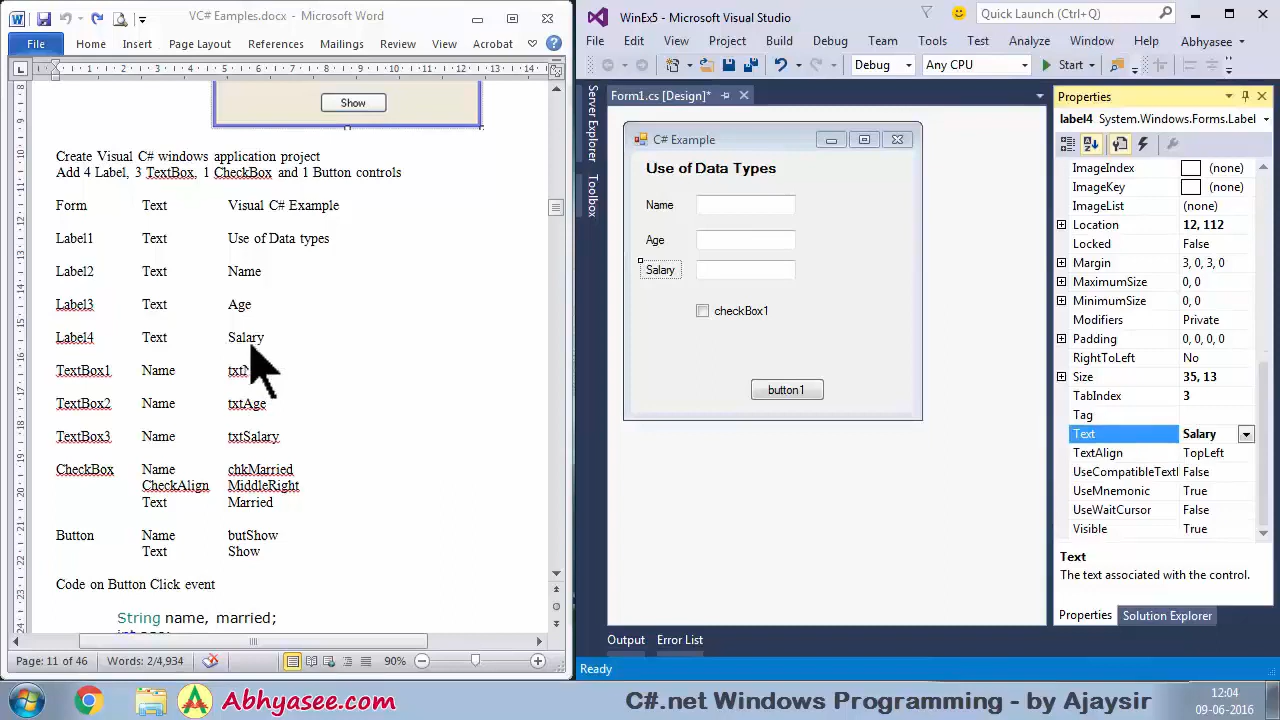 VC# Eamples.docx - Microsoft Word
File Home Insert Page Layout References Mailings Review View Acrobat
Show
Create Visual C# windows application project
Add 4 Label, 3 TextBox, 1 CheckBox and 1 Button controls
Form Text Visual C# Example
Label1 Text Use of Data types
Label2 Text Name
Label3 Text Age
Label4 Text Salary
TextBox1 Name
TextBox2 Name txtAge
TextBox3 Name txtSalary
CheckBox Name chkMarried
CheckAlign MiddleRight
Text Married
Button Name butShow
Text Show
Code on Button Click event
String name, married;
Page: 11 of 46 Words: 2/4,934 90%
WinEx5 - Microsoft Visual Studio
Quick Launch (Ctrl+Q)
File Edit View Build Debug Team Tools Test Analyze Window Help Abhyasee
Debug Any CPU Start
Server Explorer
Toolbox
Form1.cs [Design]*
C# Example
Use of Data Types
Name
Age
Salary
checkBox1
button1
Output Error List
Ready
Properties
label4 System.Windows.Forms.Label
ImageIndex (none)
ImageKey (none)
ImageList (none)
Location 12, 112
Locked False
Margin 3, 0, 3, 0
MaximumSize 0, 0
MinimumSize 0, 0
Modifiers Private
Padding 0, 0, 0, 0
RightToLeft No
Size 35, 13
TabIndex 3
Tag
Text Salary
TextAlign TopLeft
UseCompatibleTextI False
UseMnemonic True
UseWaitCursor False
Visible True
Text
The text associated with the control.
Properties Solution Explorer
Abhyasee.com
C#.net Windows Programming - by Ajaysir
12:04
09-06-2016